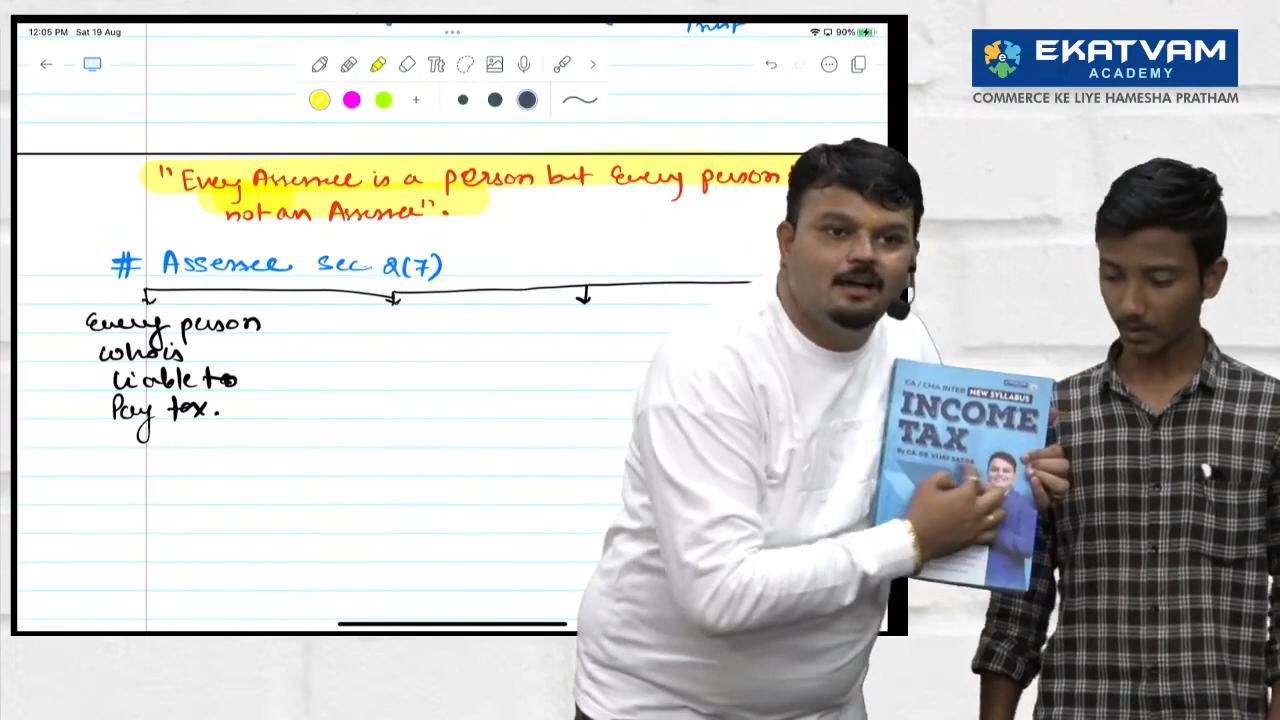 12:05 PM Sat 19 Aug
90%
"Every Assessee is a person but Every person
not an Assessee".
# Assessee sec 2(7)
Every person
who is
liable to
Pay tax.
EKATVAM
ACADEMY
COMMERCE KE LIYE HAMESHA PRATHAM
CA / CMA INTER NEW SYLLABUS
INCOME
TAX